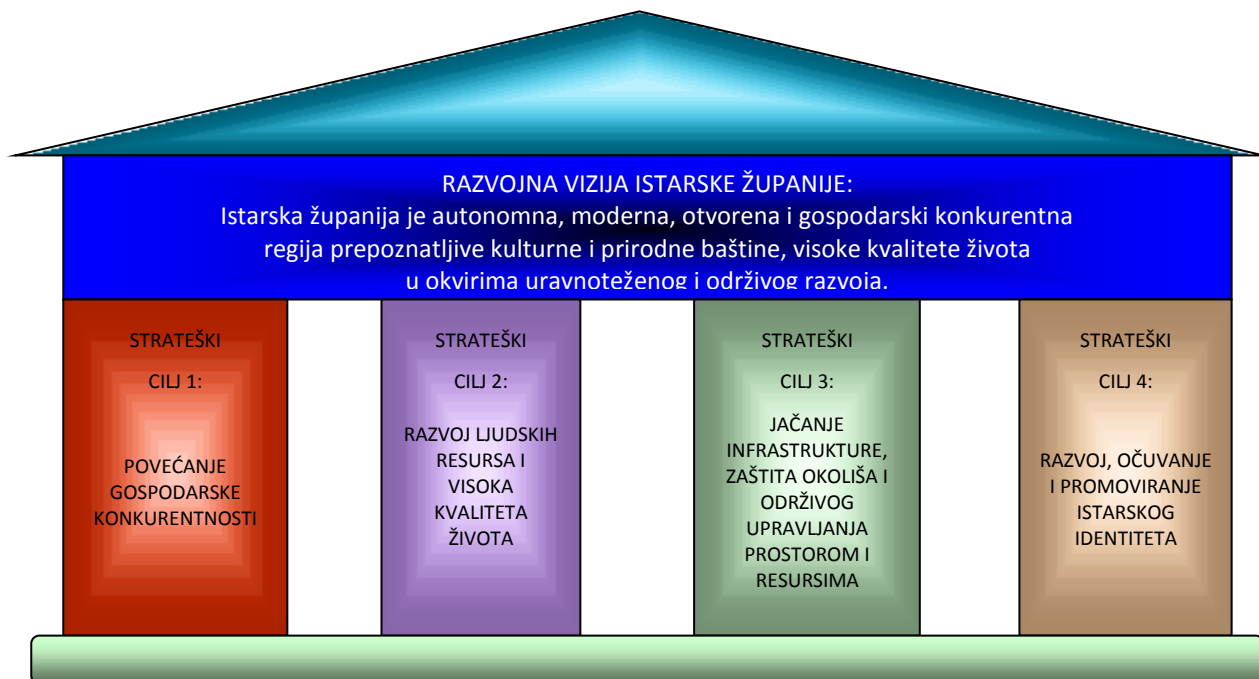 RAZVOJNA VIZIJA ISTARSKE ŽUPANIJE:
Istarska županija je autonomna, moderna, otvorena i gospodarski konkurentna
regija prepoznatljive kulturne i prirodne baštine, visoke kvalitete života
u okvirima uravnoteženog i održivog razvoja.
STRATEŠKI
CILJ 1:
POVEĆANJE
GOSPODARSKE
KONKURENTNOSTI
STRATEŠKI
CILJ 2:
RAZVOJ LJUDSKIH
RESURSA I
VISOKA
KVALITETA
ŽIVOTA
STRATEŠKI
CILJ 3:
JAČANJE
INFRASTRUKTURE,
ZAŠTITA OKOLIŠA I
ODRŽIVOG
UPRAVLJANJA
PROSTOROM I
RESURSIMA
STRATEŠKI
CILJ 4:
RAZVOJ, OČUVANJE
I PROMOVIRANJE
ISTARSKOG
IDENTITETA